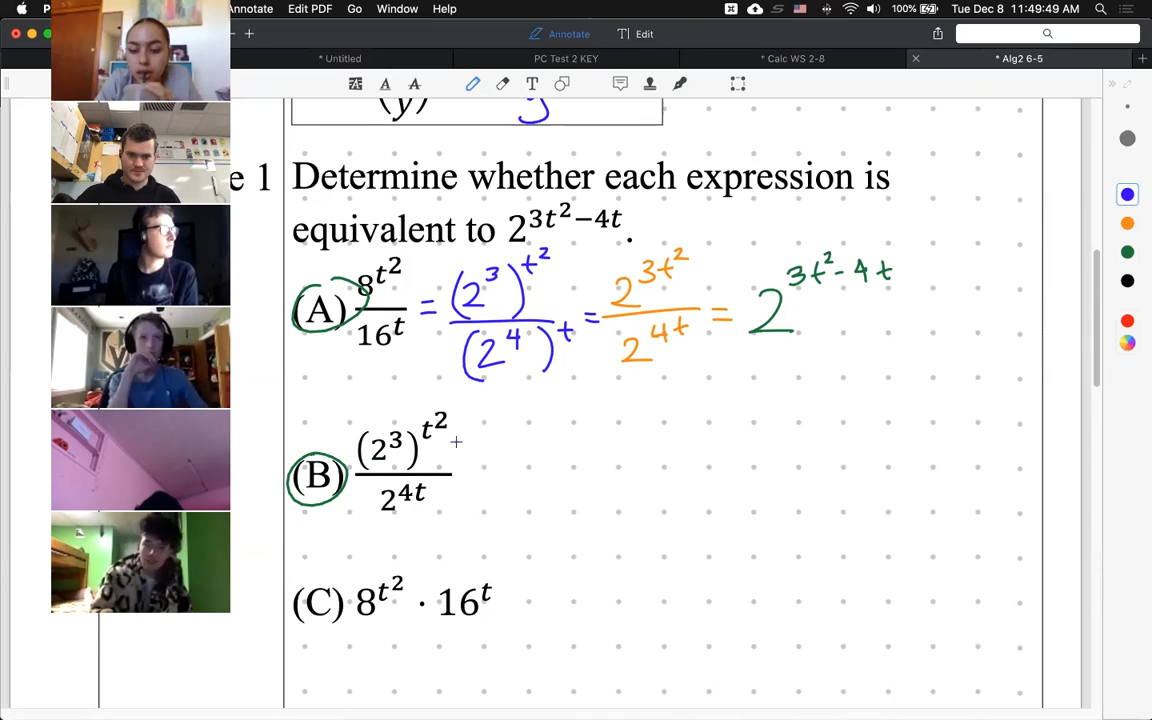 P Annotate Edit PDF Go Window Help 100% Tue Dec 8 11:49:49 AM
Annotate Edit
* Untitled PC Test 2 KEY * Calc WS 2-8 * Alg2 6-5
A T
(y) y
e 1 Determine whether each expression is
equivalent to 2^{3t²−4t}.
(A) 8^{t²}/16^t = (2³)^{t²}/(2⁴)^t = 2^{3t²}/2^{4t} = 2^{3t²-4t}
(B) (2³)^{t²}/2^{4t}
(C) 8^{t²} · 16^t